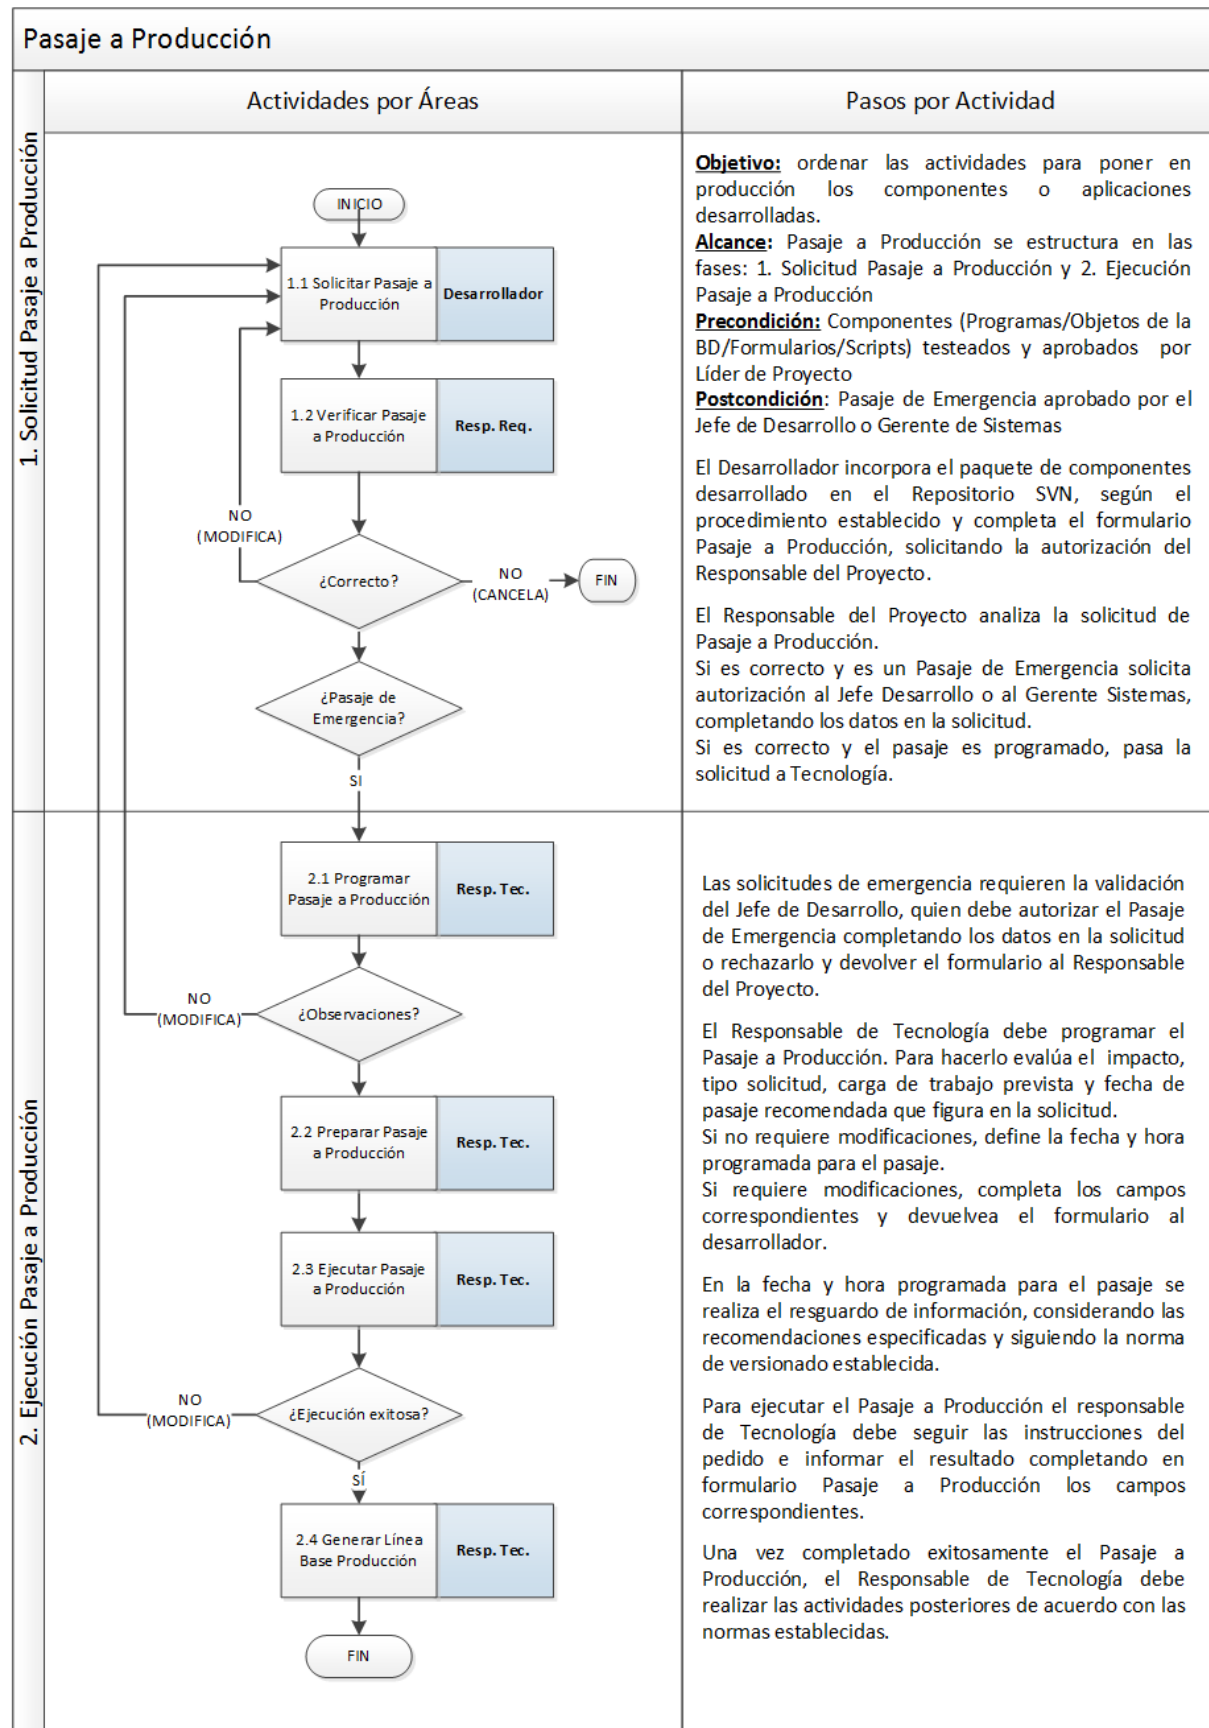 Pasaje a Producción
Actividades por Áreas
Pasos por Actividad
1. Solicitud Pasaje a Producción
INICIO
1.1 Solicitar Pasaje a
Producción
Desarrollador
1.2 Verificar Pasaje
a Producción
Resp. Req.
NO
(MODIFICA)
¿Correcto?
NO
(CANCELA)
FIN
¿Pasaje de
Emergencia?
SI
Objetivo: ordenar las actividades para poner en
producción los componentes o aplicaciones
desarrolladas.
Alcance: Pasaje a Producción se estructura en las
fases: 1. Solicitud Pasaje a Producción y 2. Ejecución
Pasaje a Producción
Precondición: Componentes (Programas/Objetos de la
BD/Formularios/Scripts) testeados y aprobados por
Líder de Proyecto
Postcondición: Pasaje de Emergencia aprobado por el
Jefe de Desarrollo o Gerente de Sistemas
El Desarrollador incorpora el paquete de componentes
desarrollado en el Repositorio SVN, según el
procedimiento establecido y completa el formulario
Pasaje a Producción, solicitando la autorización del
Responsable del Proyecto.
El Responsable del Proyecto analiza la solicitud de
Pasaje a Producción.
Si es correcto y es un Pasaje de Emergencia solicita
autorización al Jefe Desarrollo o al Gerente Sistemas,
completando los datos en la solicitud.
Si es correcto y el pasaje es programado, pasa la
solicitud a Tecnología.
2. Ejecución Pasaje a Producción
2.1 Programar
Pasaje a Producción
Resp. Tec.
NO
(MODIFICA)
¿Observaciones?
2.2 Preparar Pasaje
a Producción
Resp. Tec.
2.3 Ejecutar Pasaje
a Producción
Resp. Tec.
NO
(MODIFICA)
¿Ejecución exitosa?
SÍ
2.4 Generar Línea
Base Producción
Resp. Tec.
FIN
Las solicitudes de emergencia requieren la validación
del Jefe de Desarrollo, quien debe autorizar el Pasaje
de Emergencia completando los datos en la solicitud
o rechazarlo y devolver el formulario al Responsable
del Proyecto.
El Responsable de Tecnología debe programar el
Pasaje a Producción. Para hacerlo evalúa el impacto,
tipo solicitud, carga de trabajo prevista y fecha de
pasaje recomendada que figura en la solicitud.
Si no requiere modificaciones, define la fecha y hora
programada para el pasaje.
Si requiere modificaciones, completa los campos
correspondientes y devuelvea el formulario al
desarrollador.
En la fecha y hora programada para el pasaje se
realiza el resguardo de información, considerando las
recomendaciones especificadas y siguiendo la norma
de versionado establecida.
Para ejecutar el Pasaje a Producción el responsable
de Tecnología debe seguir las instrucciones del
pedido e informar el resultado completando en
formulario Pasaje a Producción los campos
correspondientes.
Una vez completado exitosamente el Pasaje a
Producción, el Responsable de Tecnología debe
realizar las actividades posteriores de acuerdo con las
normas establecidas.